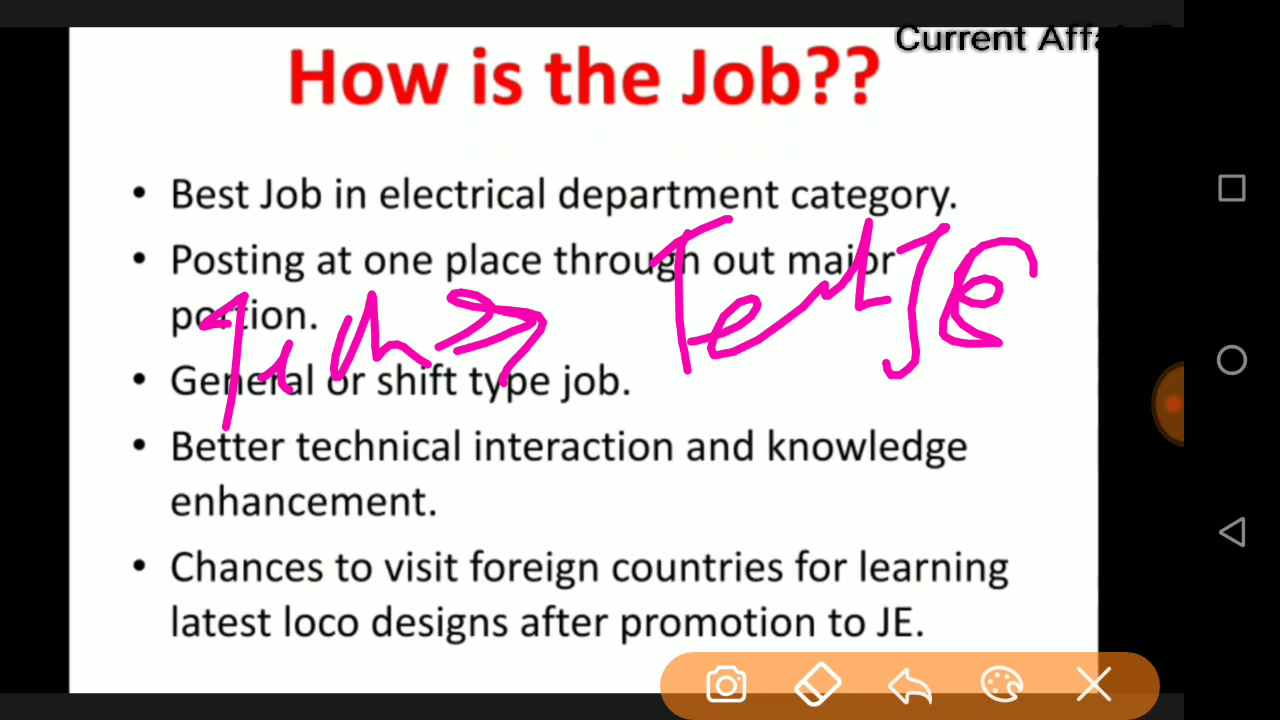 Current Affa
How is the Job??
• Best Job in electrical department category.
• Posting at one place through out major
portion.
• General or shift type job.
• Better technical interaction and knowledge
enhancement.
• Chances to visit foreign countries for learning
latest loco designs after promotion to JE.
JE